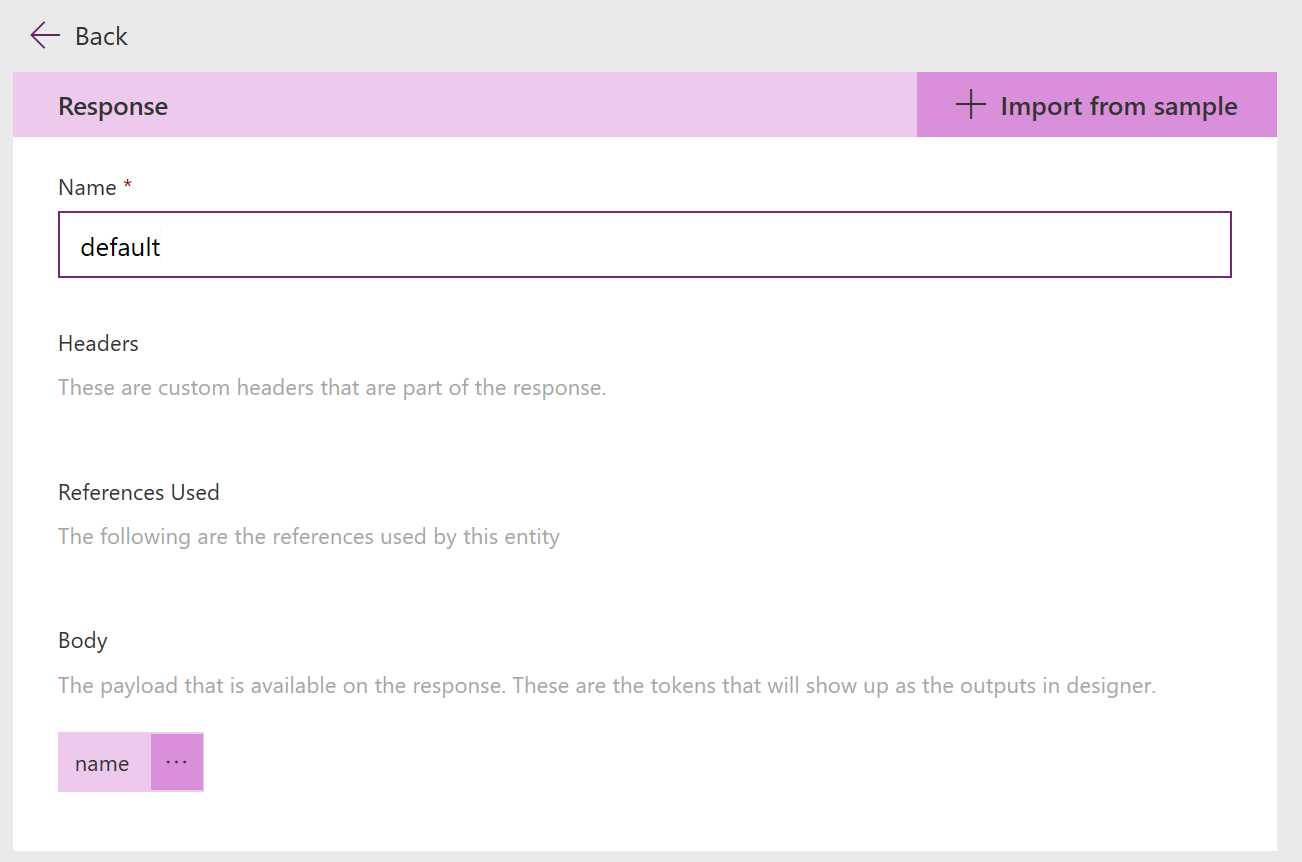 Back
Response
Import from sample
Name *
default
Headers
These are custom headers that are part of the response.
References Used
The following are the references used by this entity
Body
The payload that is available on the response. These are the tokens that will show up as the outputs in designer.
name ...